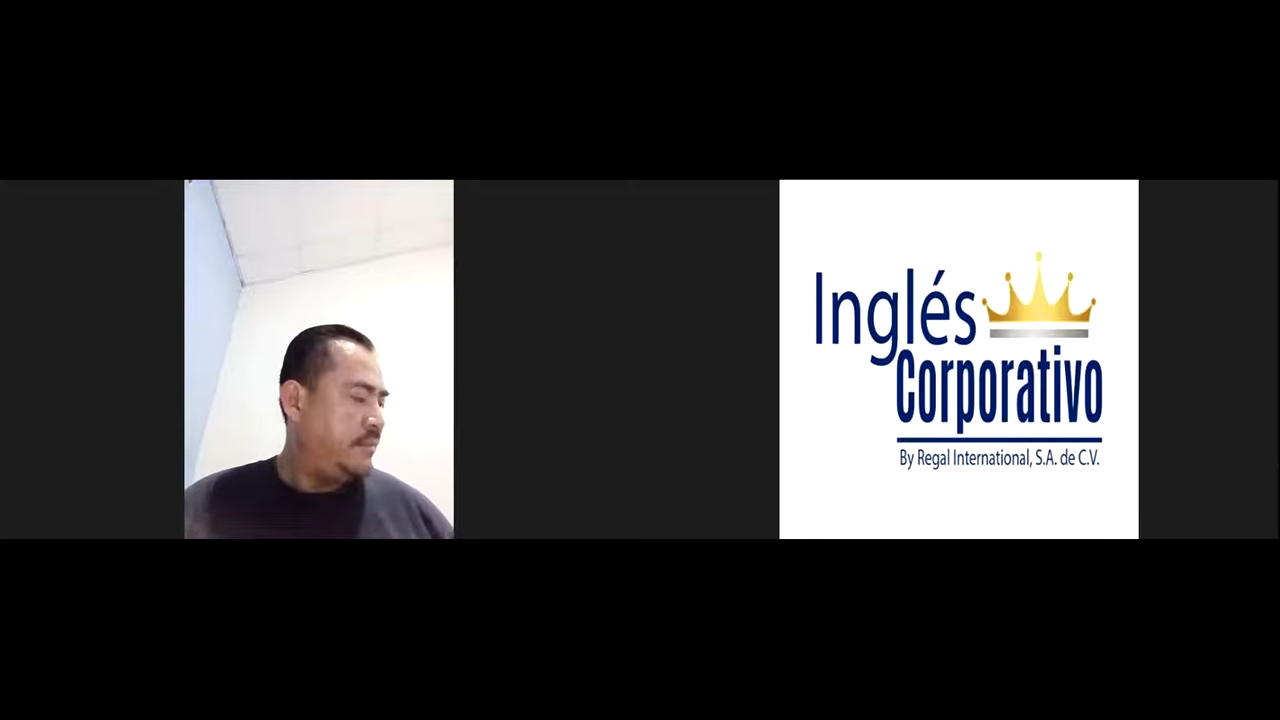 Inglés
Corporativo
By Regal International, S.A. de C.V.